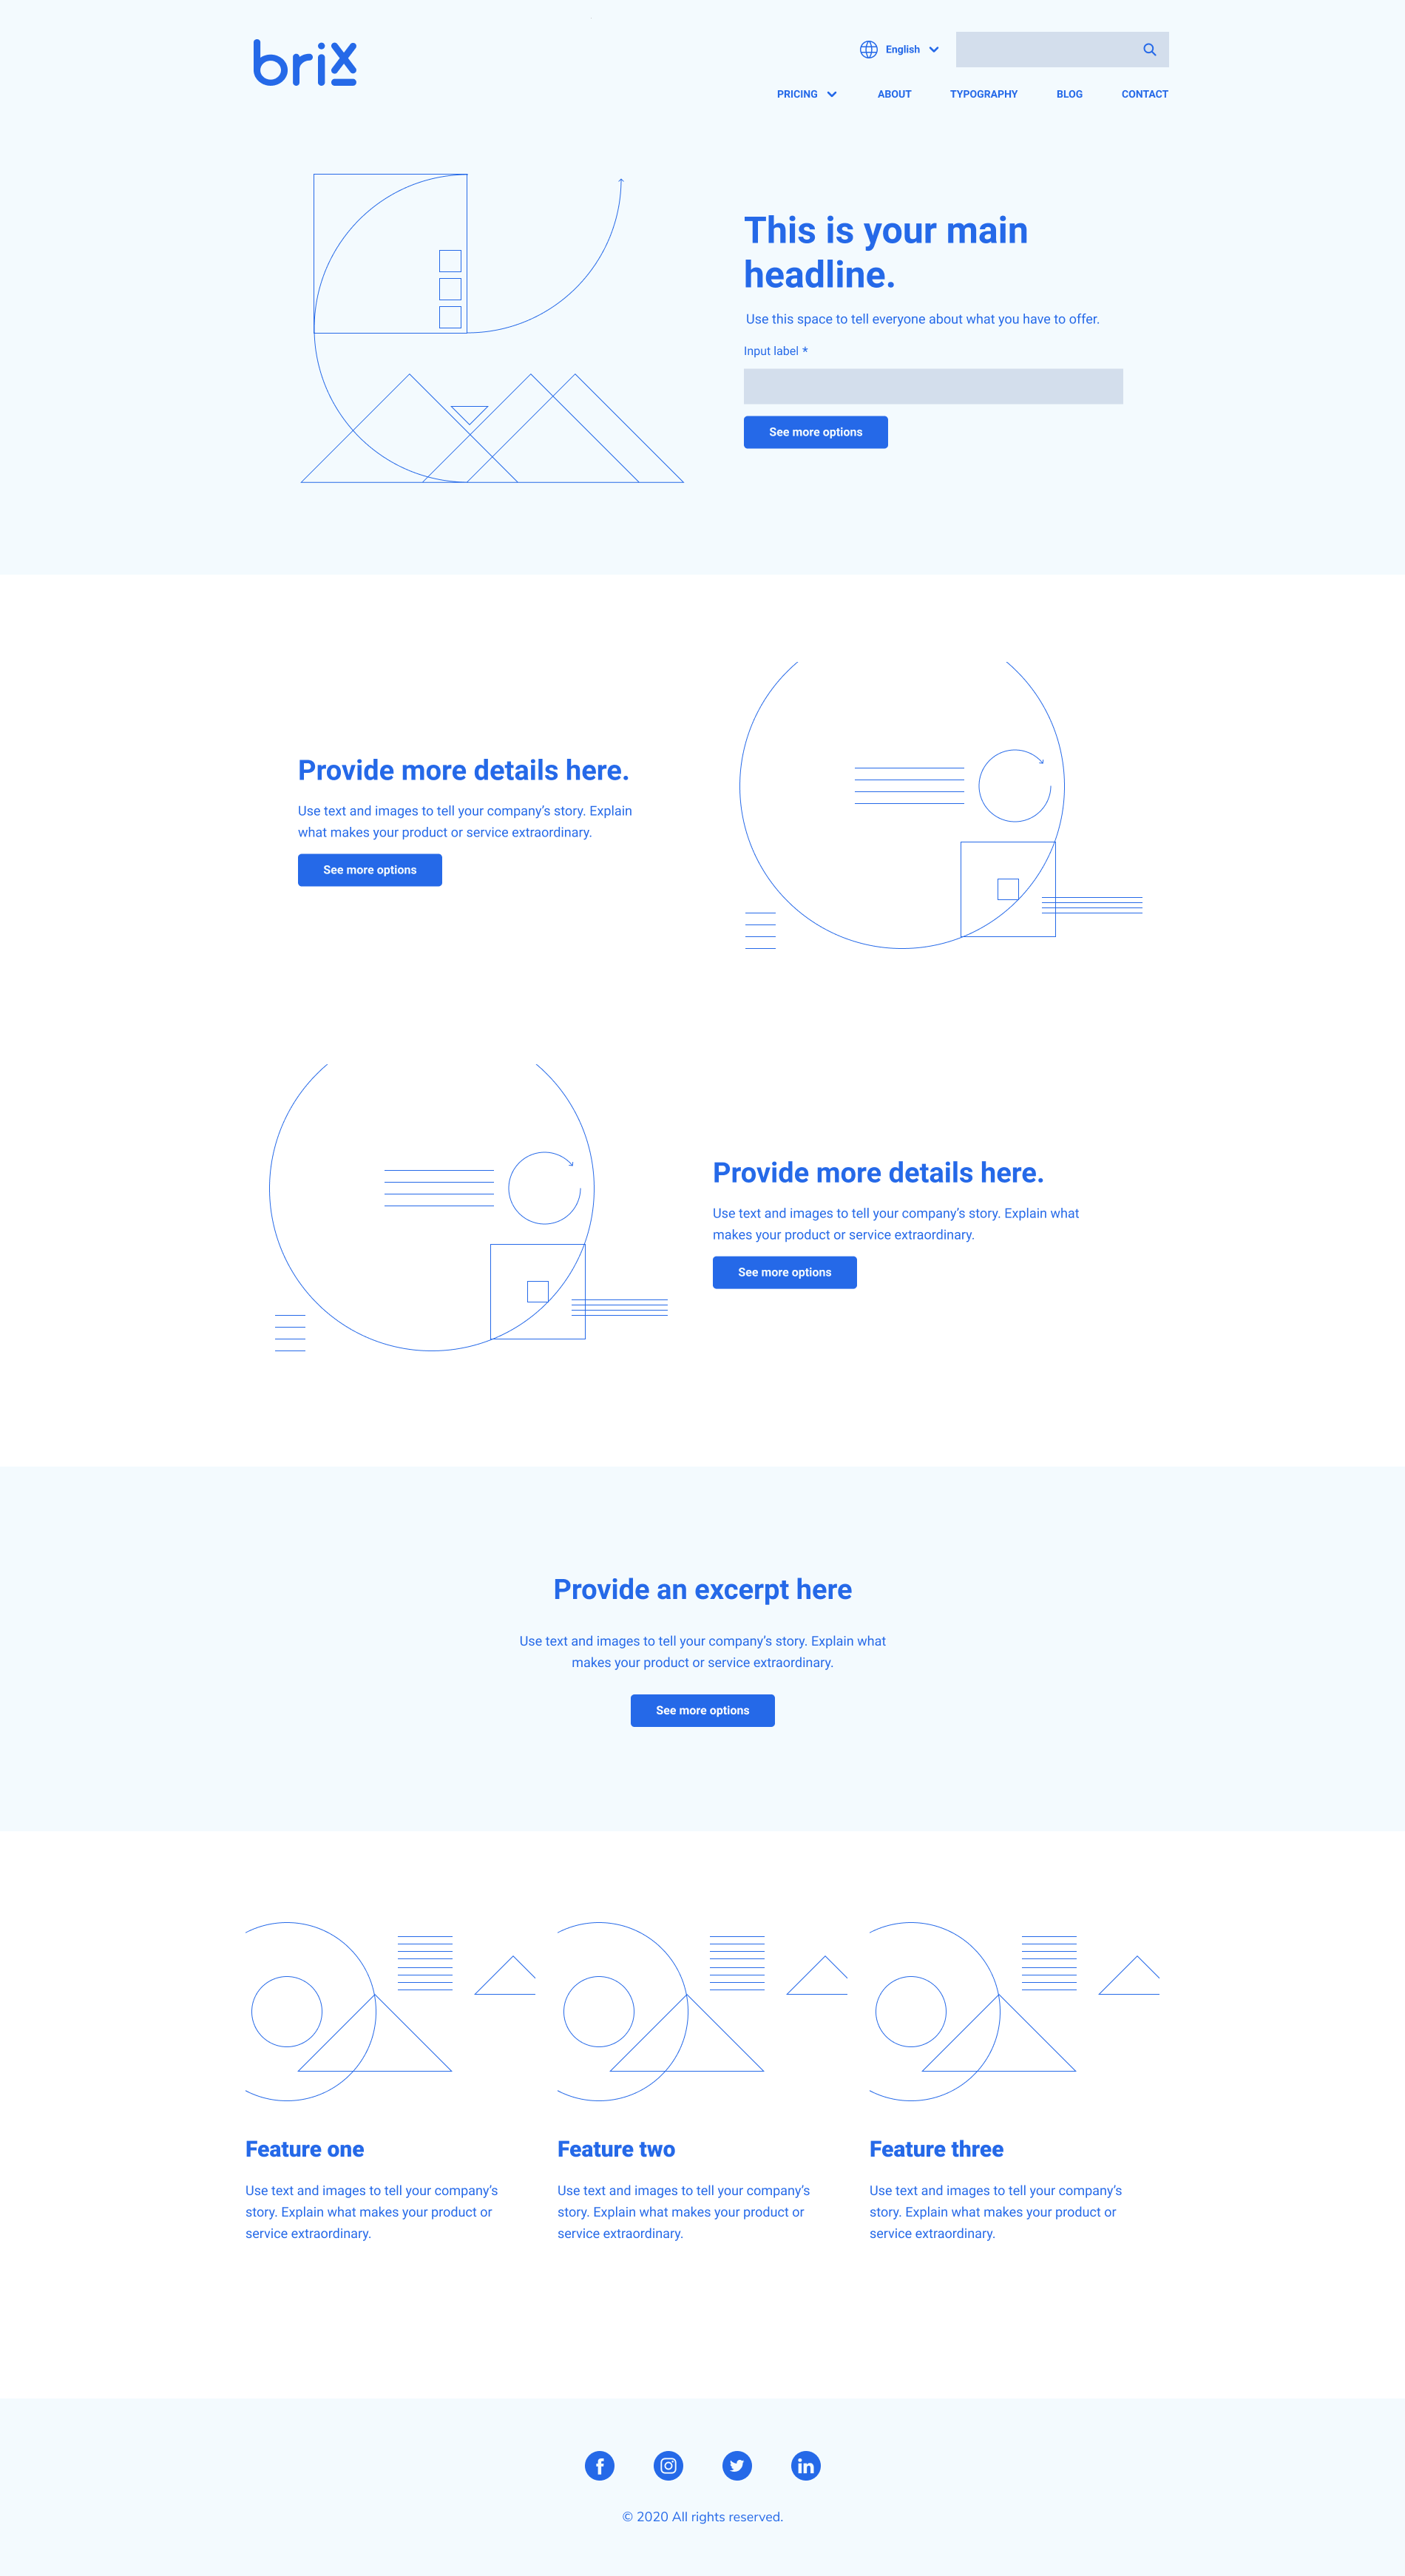 brix
English
PRICING ABOUT TYPOGRAPHY BLOG CONTACT
This is your main
headline.
Use this space to tell everyone about what you have to offer.
Input label *
See more options
Provide more details here.
Use text and images to tell your company's story. Explain
what makes your product or service extraordinary.
See more options
Provide more details here.
Use text and images to tell your company's story. Explain what
makes your product or service extraordinary.
See more options
Provide an excerpt here
Use text and images to tell your company's story. Explain what
makes your product or service extraordinary.
See more options
Feature one
Use text and images to tell your company's
story. Explain what makes your product or
service extraordinary.
Feature two
Use text and images to tell your company's
story. Explain what makes your product or
service extraordinary.
Feature three
Use text and images to tell your company's
story. Explain what makes your product or
service extraordinary.
© 2020 All rights reserved.